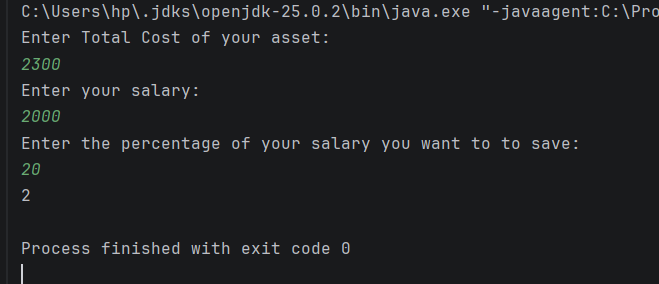 C:\Users\hp\.jdks\openjdk-25.0.2\bin\java.exe "-javaagent:C:\Pro
Enter Total Cost of your asset:
2300
Enter your salary:
2000
Enter the percentage of your salary you want to to save:
20
2
Process finished with exit code 0